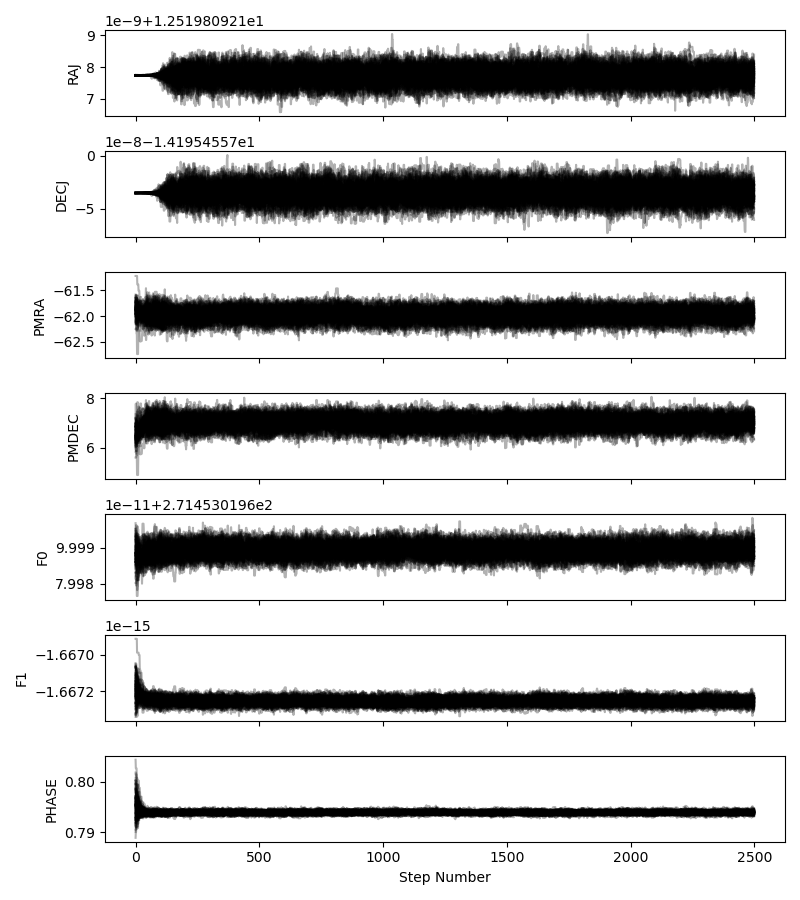 1e−9+1.251980921e1
9
8
7
RAJ
1e−8−1.41954557e1
0
−5
DECJ
−61.5
−62.0
−62.5
PMRA
8
6
PMDEC
1e−11+2.714530196e2
9.999
7.998
F0
1e−15
−1.6670
−1.6672
F1
0.80
0.79
PHASE
0 500 1000 1500 2000 2500
Step Number